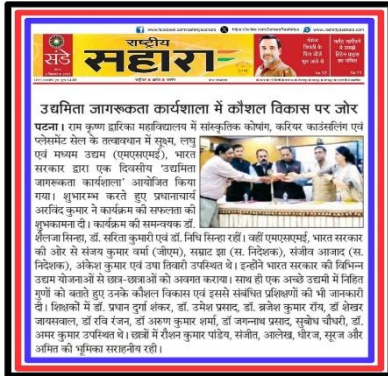 राष्ट्रीय
सहारा
उद्यमिता जागरूकता कार्यशाला में कौशल विकास पर जोर
पटना। राम कृष्ण द्वारिका महाविद्यालय में सांस्कृतिक कोषांग, करियर काउंसलिंग एवं
प्लेसमेंट सेल के तत्वावधान में सूक्ष्म, लघु
एवं मध्यम उद्यम (एमएसएमई), भारत
सरकार द्वारा एक दिवसीय 'उद्यमिता
जागरूकता कार्यशाला' आयोजित किया
गया। शुभारम्भ करते हुए प्रधानाचार्य
अरविंद कुमार ने कार्यक्रम की सफलता की
शुभकामना दी। कार्यक्रम की समन्वयक डॉ.
शैलजा सिन्हा, डॉ. सरिता कुमारी एवं डॉ. निधि सिन्हा रहीं। वहीं एमएसएमई, भारत सरकार
की ओर से संजय कुमार वर्मा (जीएम), सम्राट झा (स. निदेशक), संजीव आजाद (स.
निदेशक), अंकेश कुमार एवं उषा तिवारी उपस्थित थे। इन्होंने भारत सरकार की विभिन्न
उद्यम योजनाओं से छात्र-छात्राओं को अवगत कराया। साथ ही एक अच्छे उद्यमी में निहित
गुणों को बताते हुए उनके कौशल विकास एवं इससे संबंधित प्रशिक्षणों की भी जानकारी
दी। शिक्षकों में डॉ. प्रधान दुर्गा शंकर, डॉ. उमेश प्रसाद, डॉ. ब्रजेश कुमार रॉय, डॉ शेखर
जायसवाल, डॉ रवि रंजन, डॉ अरुण कुमार शर्मा, डॉ जगन्नाथ प्रसाद, सुबोध चौधरी, डॉ.
अमर कुमार उपस्थित थे। छात्रों में रौशन कुमार पांडेय, संजीत, आलेख, धीरज, सूरज और
अमित की भूमिका सराहनीय रही।